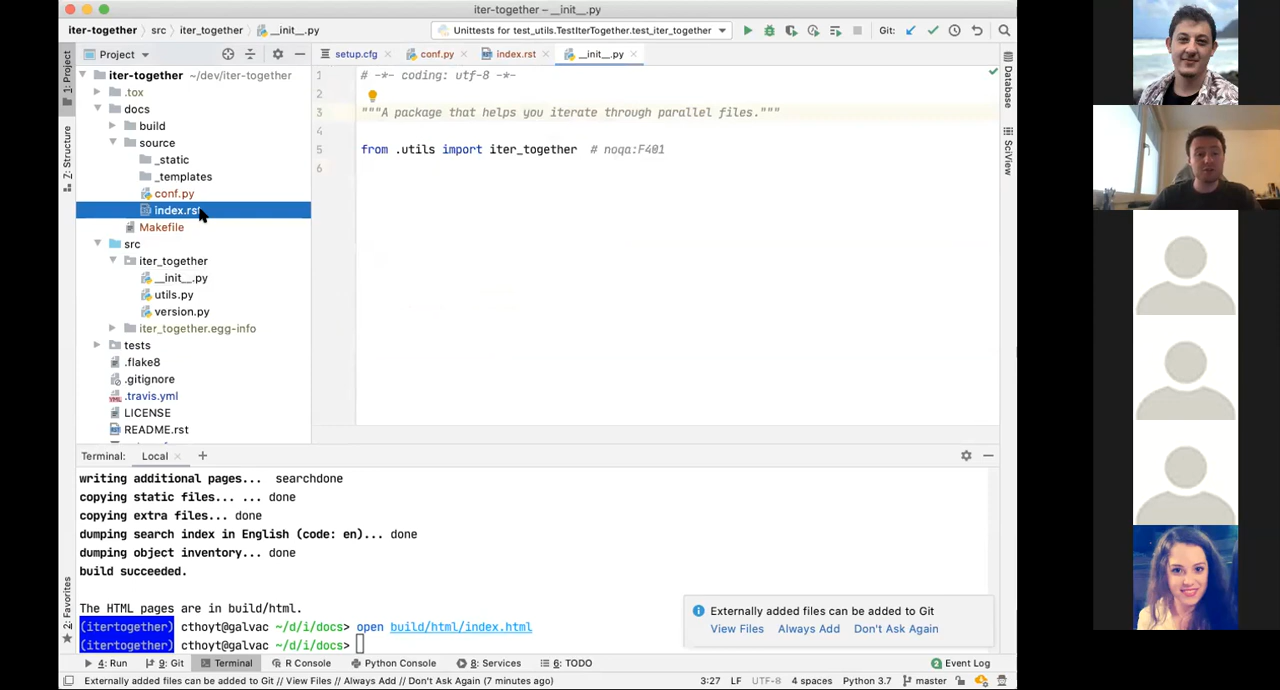 iter-together – __init__.py
iter-together src iter_together __init__.py
Unittests for test_utils.TestIterTogether.test_iter_together
Git:
1: Project
Z: Structure
2: Favorites
Project
setup.cfg
conf.py
index.rst
__init__.py
iter-together ~/dev/iter-together
.tox
docs
build
source
_static
_templates
conf.py
index.rst
Makefile
src
iter_together
__init__.py
utils.py
version.py
iter_together.egg-info
tests
.flake8
.gitignore
.travis.yml
LICENSE
README.rst
1 # -*- coding: utf-8 -*-
2
3 """A package that helps you iterate through parallel files."""
4
5 from .utils import iter_together # noqa:F401
6
Database
SciView
Terminal: Local
writing additional pages... searchdone
copying static files... ... done
copying extra files... done
dumping search index in English (code: en)... done
dumping object inventory... done
build succeeded.
The HTML pages are in build/html.
(itertogether) cthoyt@galvac ~/d/i/docs> open build/html/index.html
(itertogether) cthoyt@galvac ~/d/i/docs>
Externally added files can be added to Git
View Files Always Add Don't Ask Again
4: Run 9: Git Terminal R Console Python Console 8: Services 6: TODO 2 Event Log
Externally added files can be added to Git // View Files // Always Add // Don't Ask Again (7 minutes ago) 3:27 LF UTF-8 4 spaces Python 3.7 master